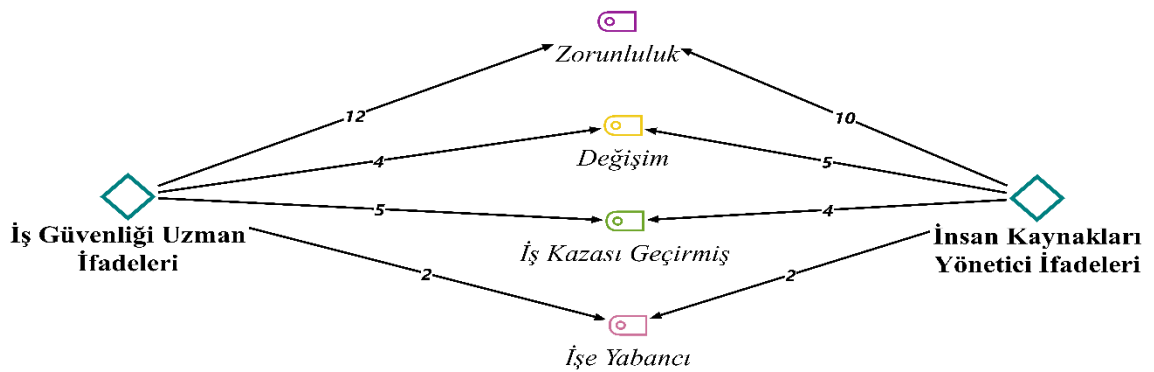 Zorunluluk
12
10
Değişim
4
5
İş Güvenliği Uzman
İfadeleri
İş Kazası Geçirmiş
5
4
İnsan Kaynakları
Yönetici İfadeleri
2
2
İşe Yabancı